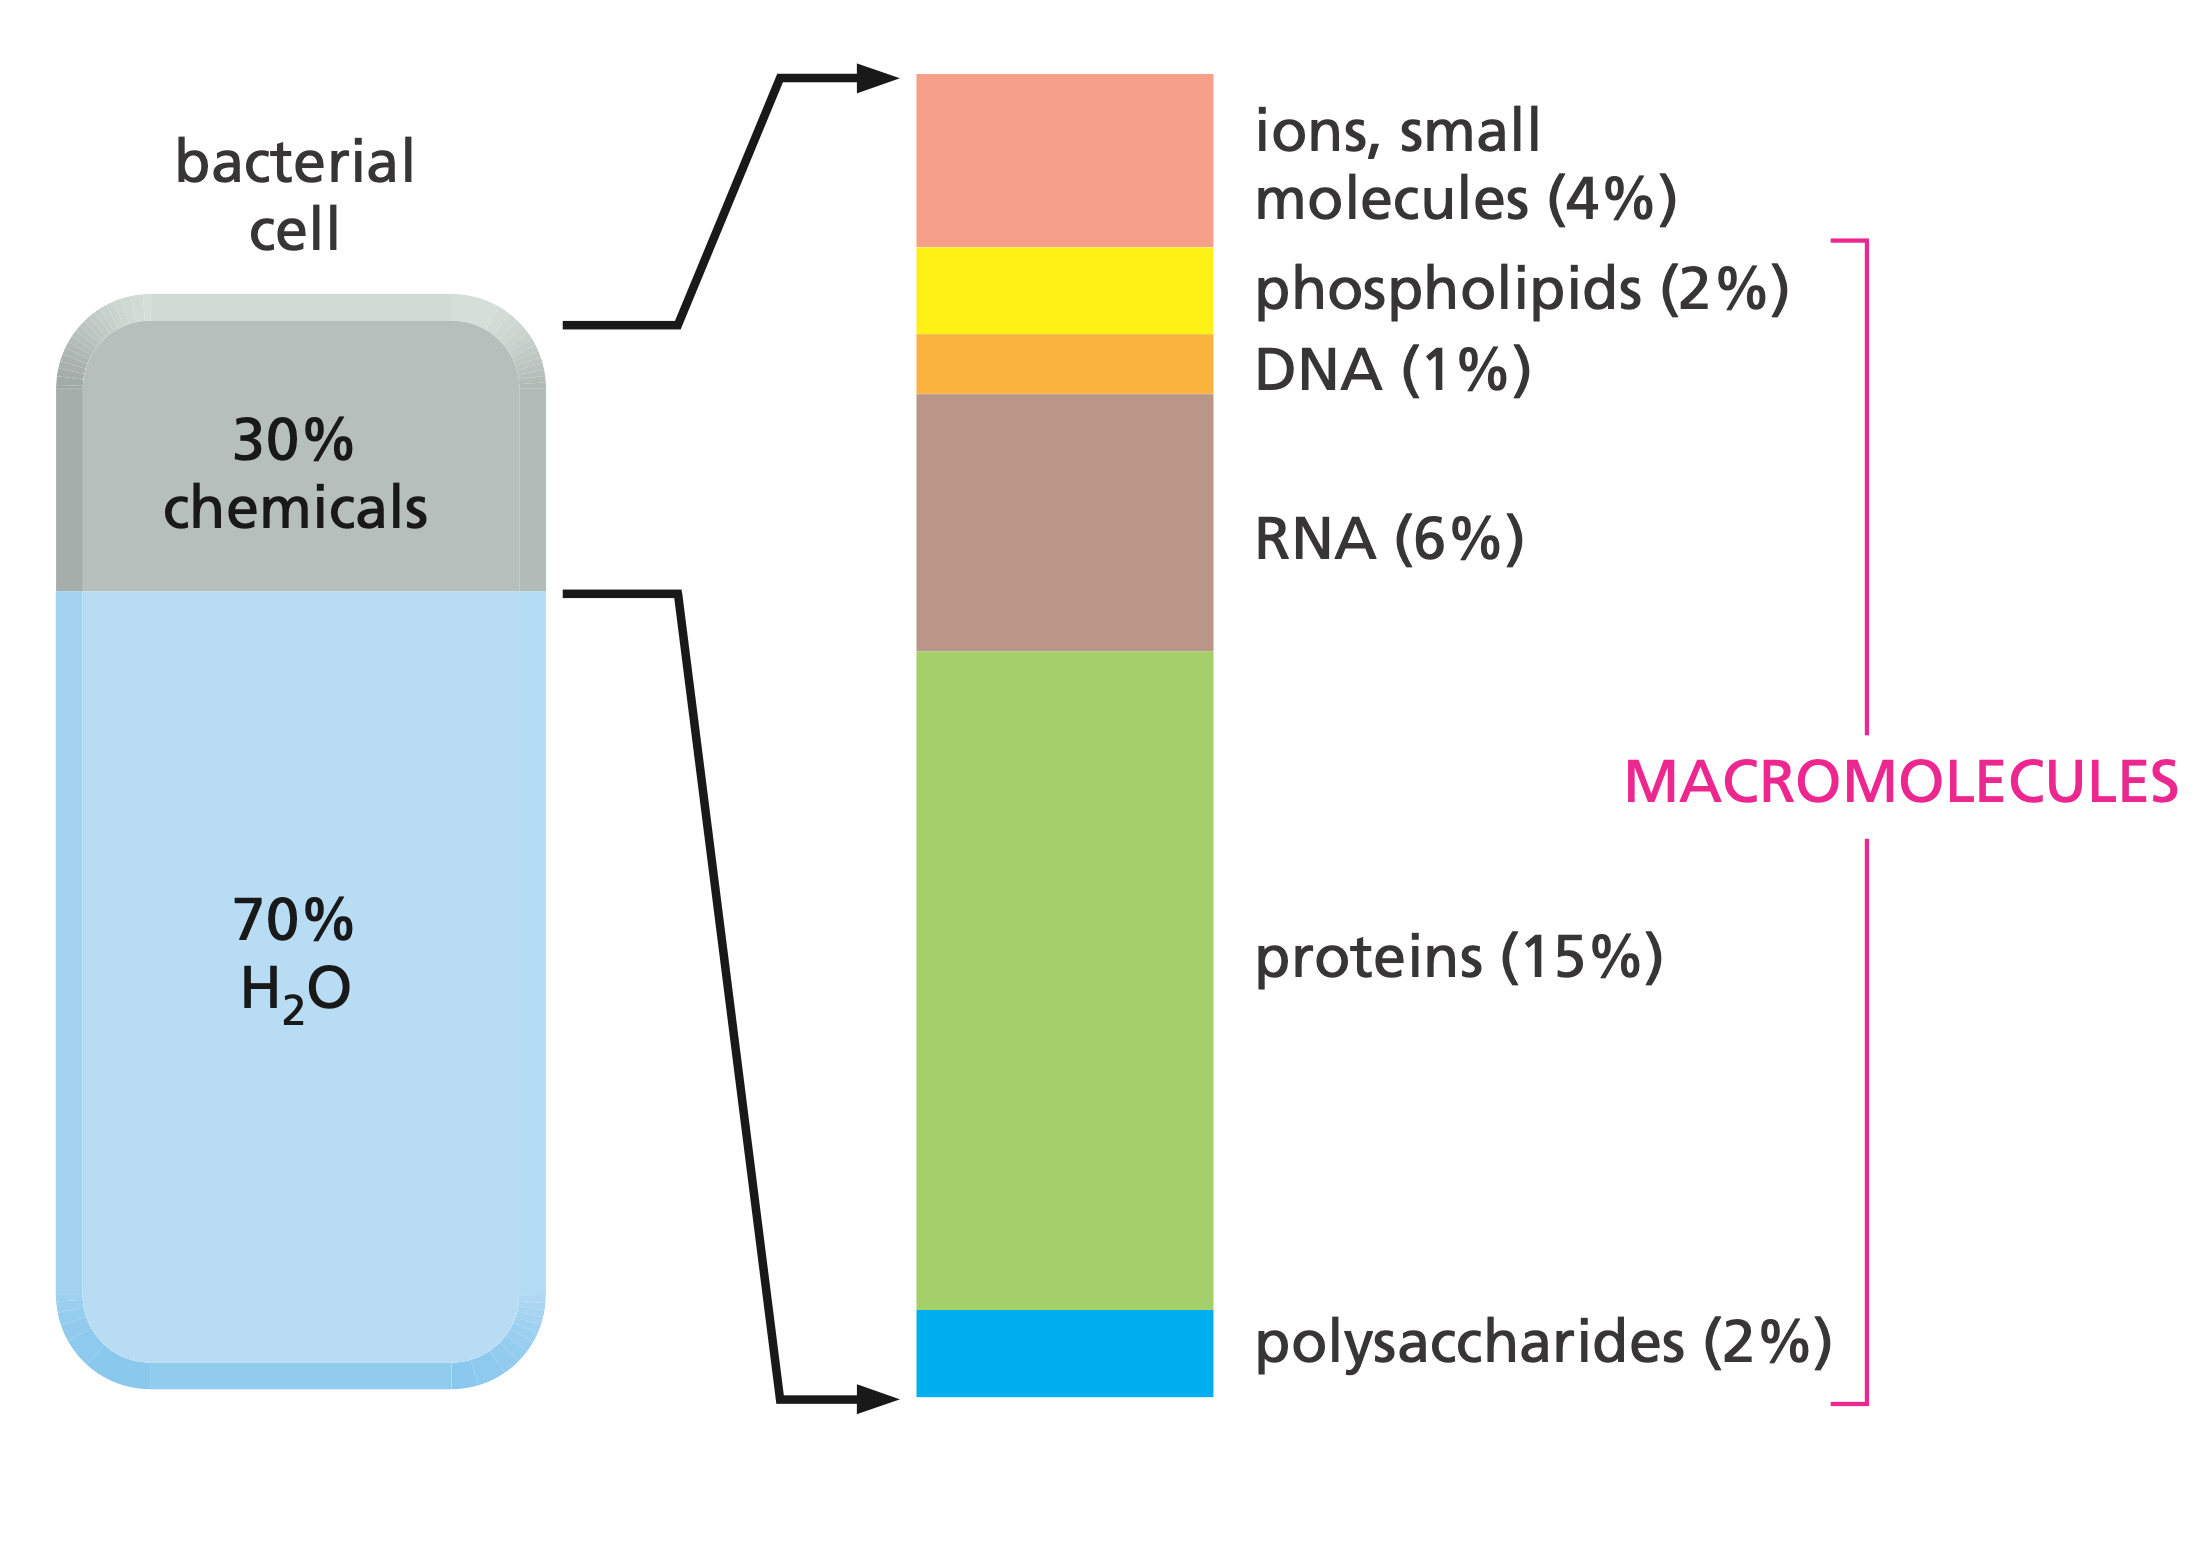 bacterial
cell
30%
chemicals
70%
H₂O
ions, small
molecules (4%)
phospholipids (2%)
DNA (1%)
RNA (6%)
MACROMOLECULES
proteins (15%)
polysaccharides (2%)